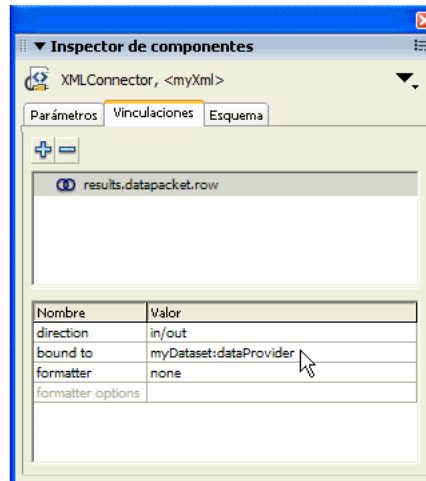 Inspector de componentes
XMLConnector, <myXml>
Parámetros Vinculaciones Esquema
results.datapacket.row
Nombre Valor
direction in/out
bound to myDataset:dataProvider
formatter none
formatter options